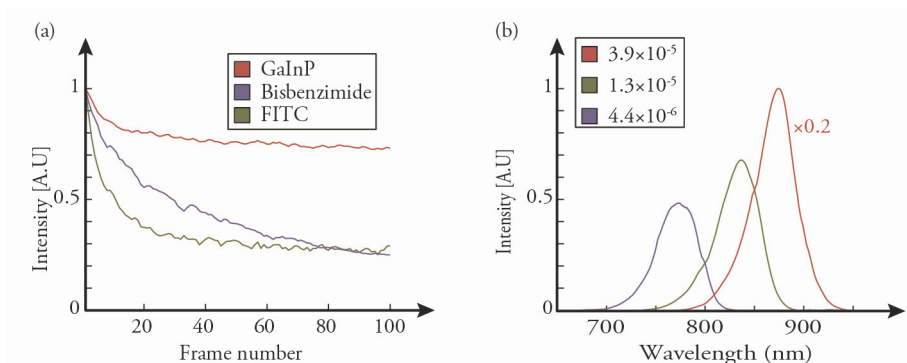 (a)
GaInP
Bisbenzimide
FITC
Intensity [A.U]
1
0.5
0
20 40 60 80 100
Frame number
(b)
3.9×10⁻⁵
1.3×10⁻⁵
4.4×10⁻⁶
×0.2
Intensity [A.U]
1
0.5
0
700 800 900
Wavelength (nm)